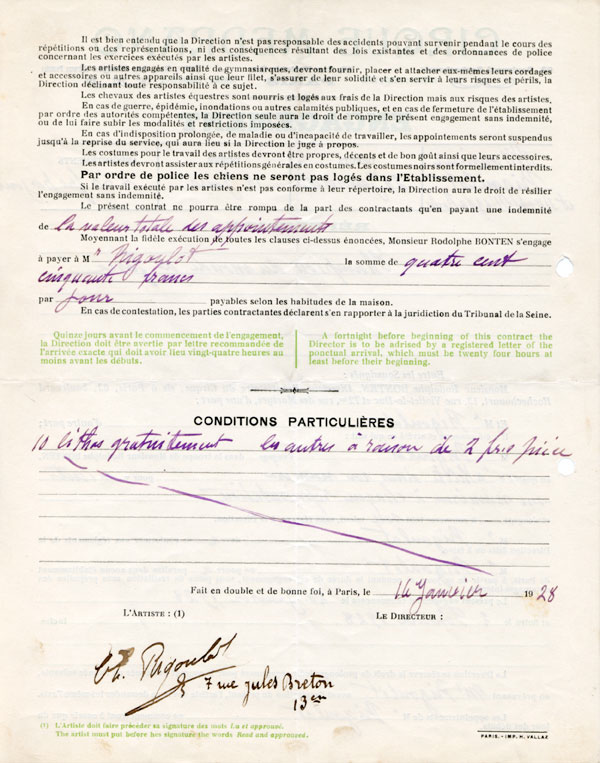 Il est bien entendu que la Direction n'est pas responsable des accidents pouvant survenir pendant le cours des
répétitions ou des représentations, ni des conséquences résultant des lois existantes et des ordonnances de police
concernant les exercices exécutés par les artistes.
Les artistes engagés en qualité de gymnasiarques, devront fournir, placer et attacher eux-mêmes leurs cordages
et accessoires ou autres appareils ainsi que leur filet, s'assurer de leur solidité et s'en servir à leurs risques et périls, la
Direction déclinant toute responsabilité à ce sujet.
Les chevaux des artistes équestres sont nourris et logés aux frais de la Direction mais aux risques des artistes.
En cas de guerre, épidémie, inondations ou autres calamités publiques, et en cas de fermeture de l'établissement
par ordre des autorités compétentes, la Direction seule aura le droit de rompre le présent engagement sans indemnité,
ou de lui faire subir les modalités et restrictions imposées.
En cas d'indisposition prolongée, de maladie ou d'incapacité de travailler, les appointements seront suspendus
jusqu'à la reprise du service, qui aura lieu si la Direction le juge à propos.
Les costumes pour le travail des artistes devront être propres, décents et de bon goût ainsi que leurs accessoires.
Les artistes devront assister aux répétitions générales en costumes. Les costumes noirs sont formellement interdits.
Par ordre de police les chiens ne seront pas logés dans l'Etablissement.
Si le travail exécuté par les artistes n'est pas conforme à leur répertoire, la Direction aura le droit de résilier
l'engagement sans indemnité.
Le présent contrat ne pourra être rompu de la part des contractants qu'en payant une indemnité
de la valeur totale des appointements
Moyennant la fidèle exécution de toutes les clauses ci-dessus énoncées, Monsieur Rodolphe BONTEN s'engage
à payer à M r Rigoulot la somme de quatre cent
cinquante francs
par jour payables selon les habitudes de la maison.
En cas de contestation, les parties contractantes déclarent s'en rapporter à la juridiction du Tribunal de la Seine.
Quinze jours avant le commencement de l'engagement,
la Direction doit être avertie par lettre recommandée de
l'arrivée exacte qui doit avoir lieu vingt-quatre heures au
moins avant les débuts.
A fortnight before beginning of this contract the
Director is to be advised by a registered letter of the
ponctual arrival, which must be twenty four hours at
least before their beginning.
CONDITIONS PARTICULIÈRES
10 lithos gratuitement les autres à raison de 2 frs pièce
Fait en double et de bonne foi, à Paris, le 14 Janvier 1928
L'ARTISTE : (1)
LE DIRECTEUR :
Ch. Rigoulot
7 rue Jules Breton
13 em
(1) L'Artiste doit faire précéder sa signature des mots Lu et approuvé.
The artist must put before hes signature the words Read and approuved.
PARIS. - IMP. H. VALLAZ